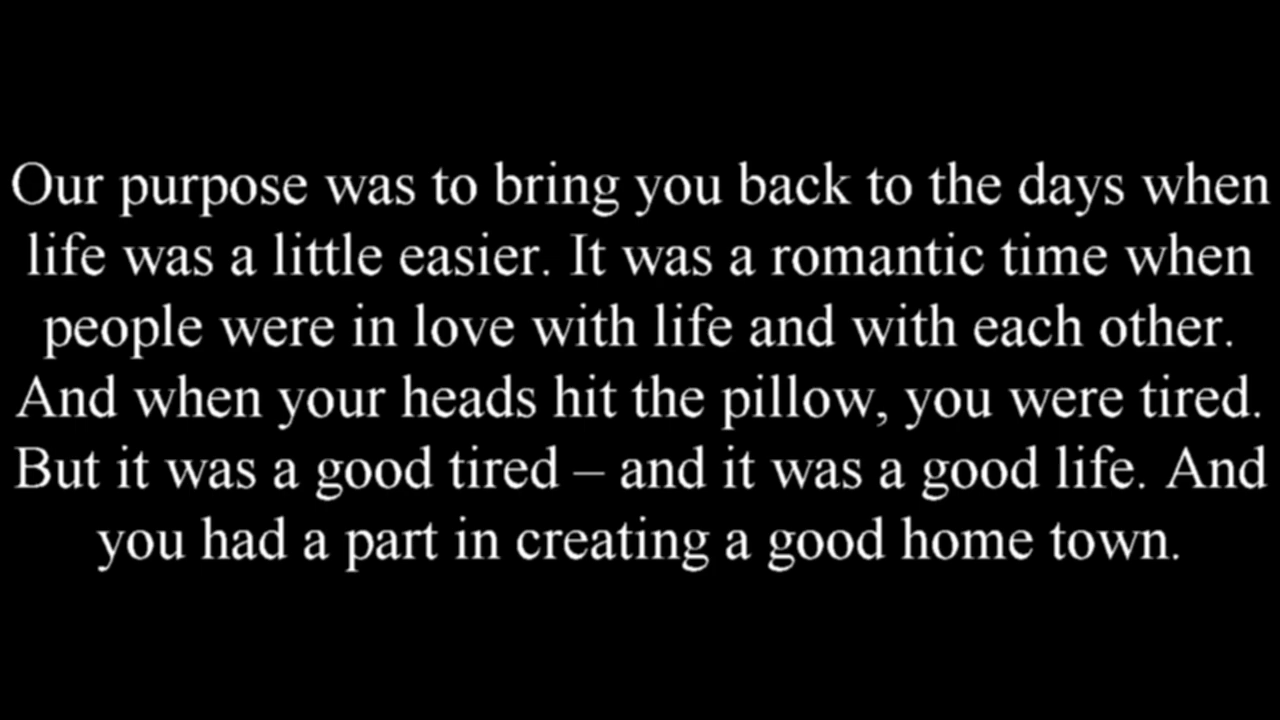 Our purpose was to bring you back to the days when
life was a little easier. It was a romantic time when
people were in love with life and with each other.
And when your heads hit the pillow, you were tired.
But it was a good tired – and it was a good life. And
you had a part in creating a good home town.